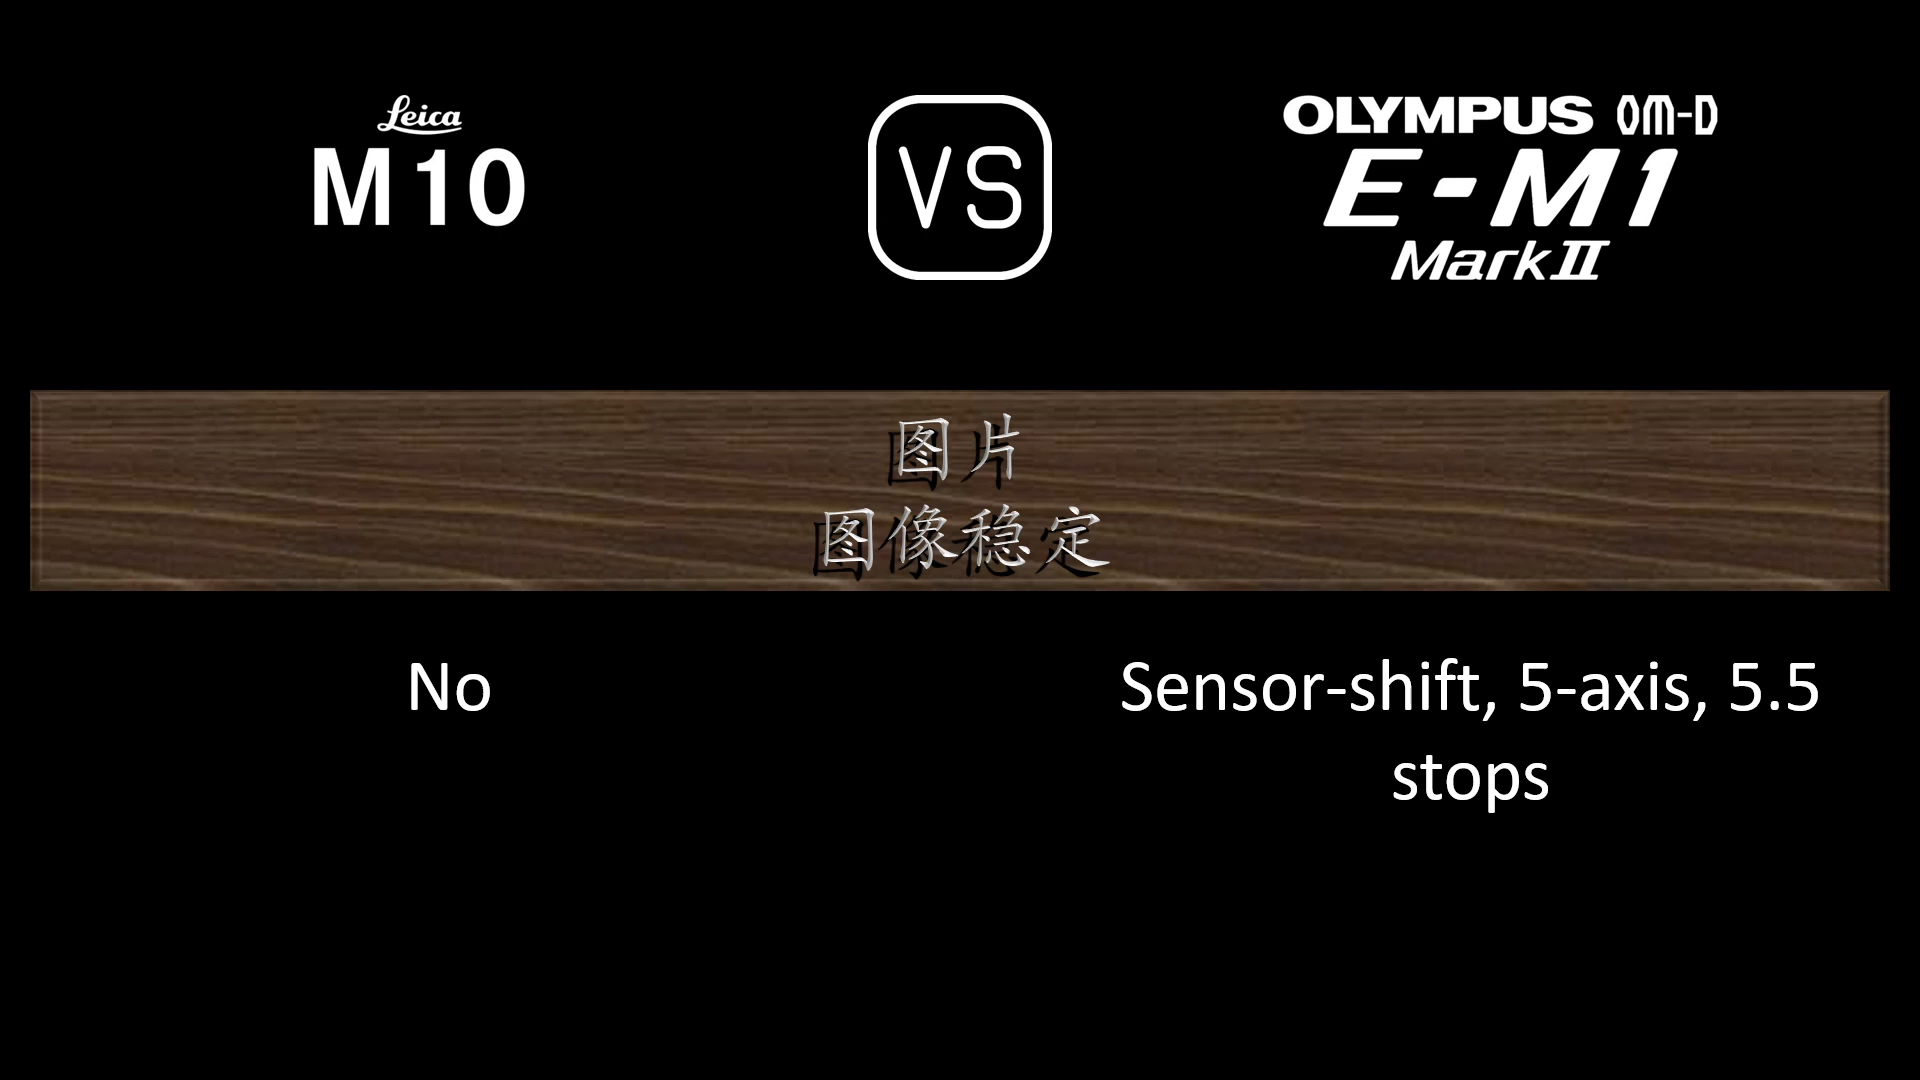 Leica
M10
VS
OLYMPUS OM-D
E-M1
Mark II
图片
图像稳定
No
Sensor-shift, 5-axis, 5.5
stops